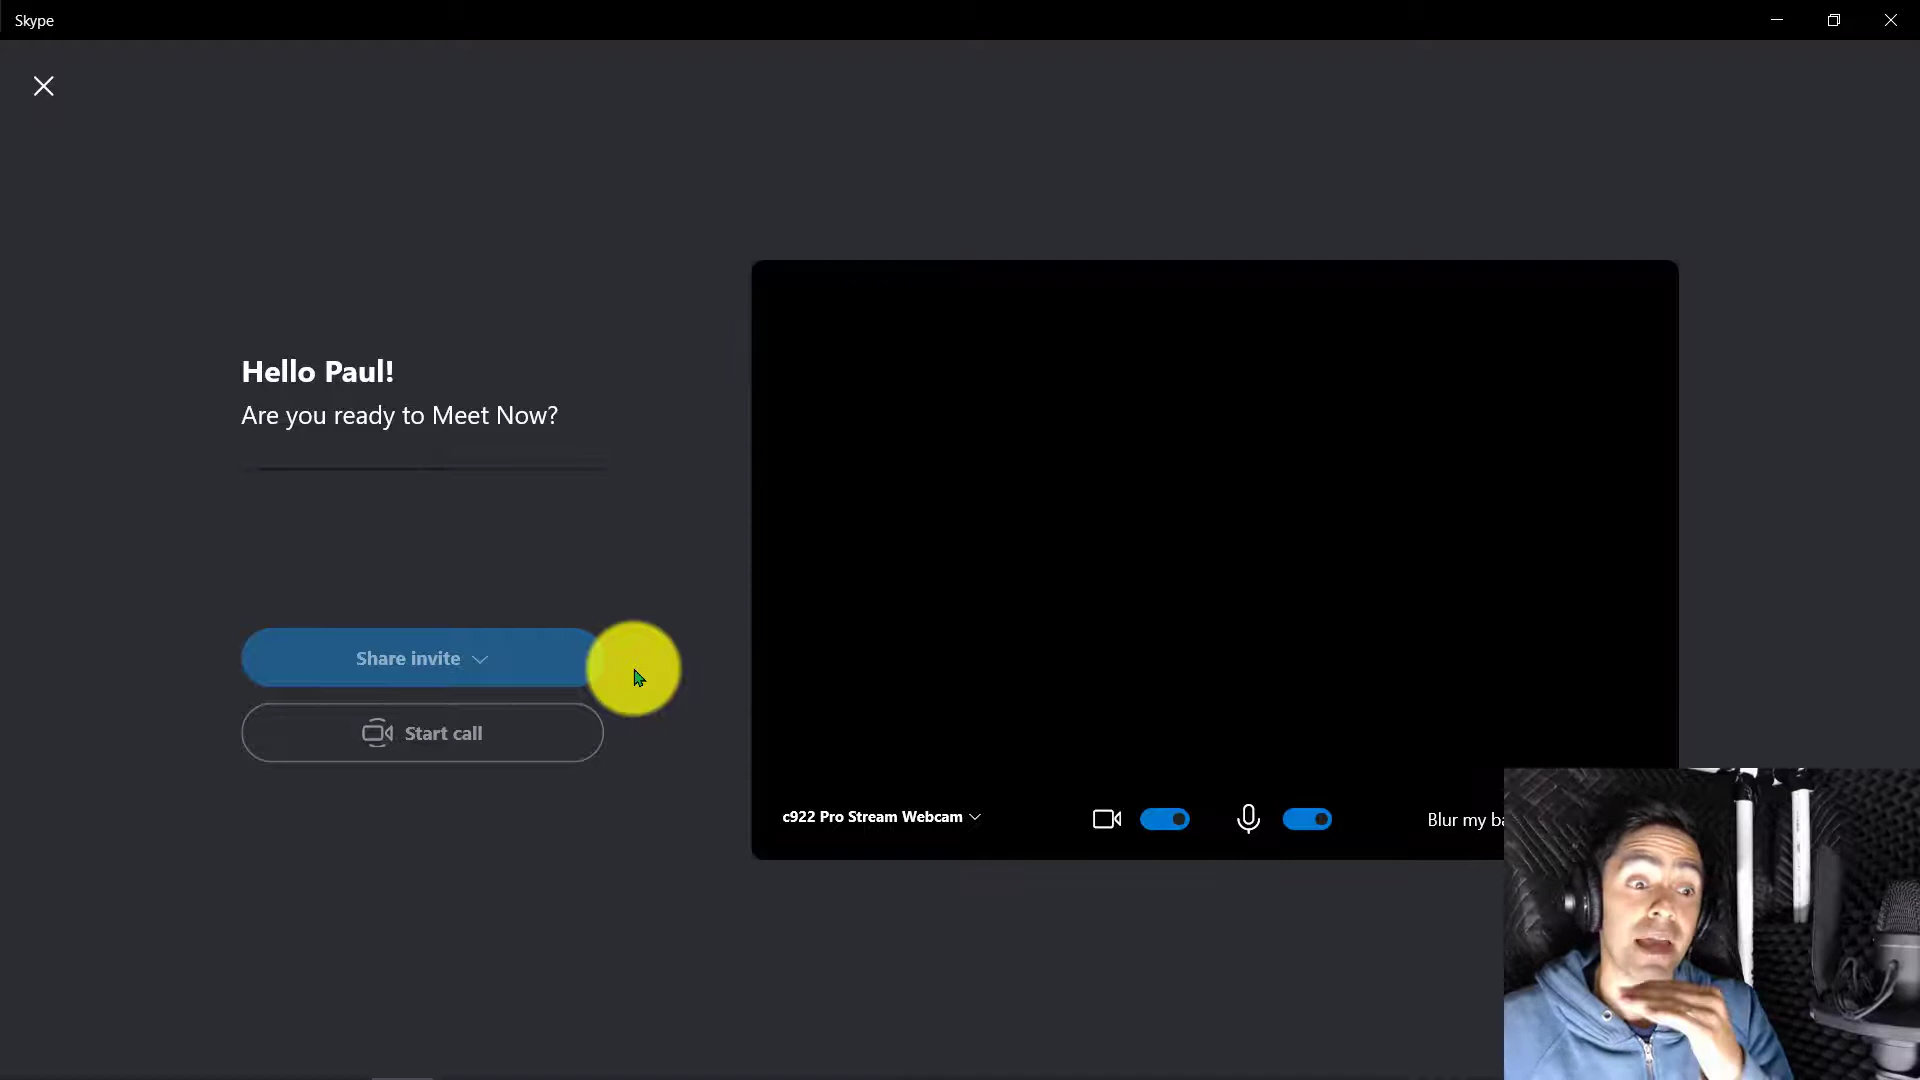 Skype
Hello Paul!
Are you ready to Meet Now?
Share invite
Start call
c922 Pro Stream Webcam
Blur my